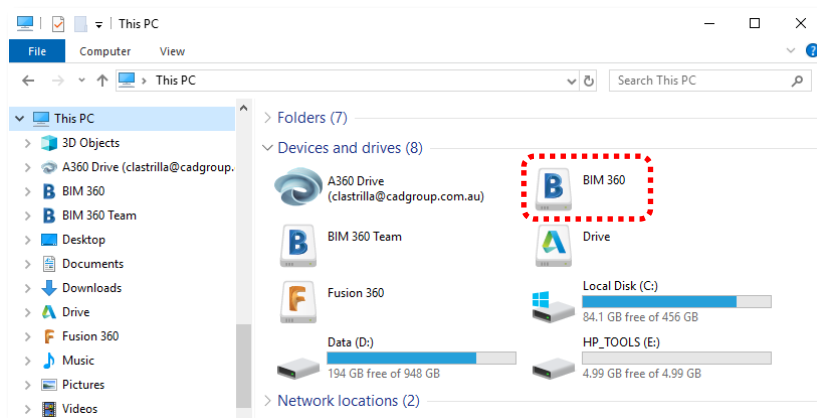 This PC
File Computer View
This PC
Search This PC
This PC
3D Objects
A360 Drive (clastrilla@cadgroup.
BIM 360
BIM 360 Team
Desktop
Documents
Downloads
Drive
Fusion 360
Music
Pictures
Videos
Folders (7)
Devices and drives (8)
A360 Drive
(clastrilla@cadgroup.com.au)
BIM 360
BIM 360 Team
Drive
Fusion 360
Local Disk (C:)
84.1 GB free of 456 GB
Data (D:)
194 GB free of 948 GB
HP_TOOLS (E:)
4.99 GB free of 4.99 GB
Network locations (2)